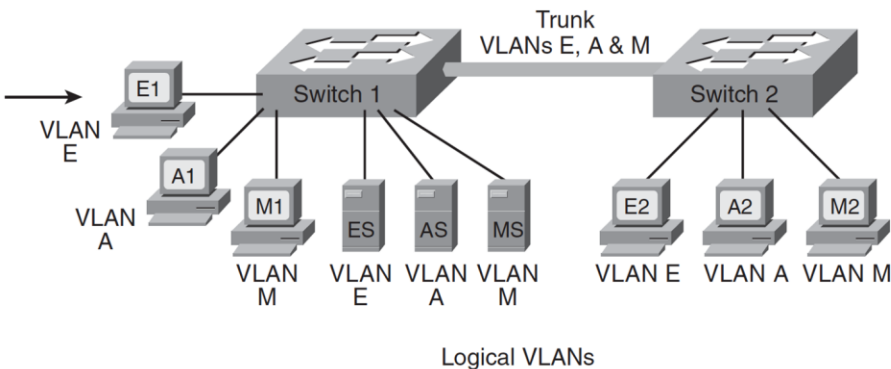 Trunk
VLANs E, A & M
Switch 1
Switch 2
E1
VLAN
E
A1
VLAN
A
M1
VLAN
M
ES
VLAN
E
AS
VLAN
A
MS
VLAN
M
E2
VLAN E
A2
VLAN A
M2
VLAN M
Logical VLANs